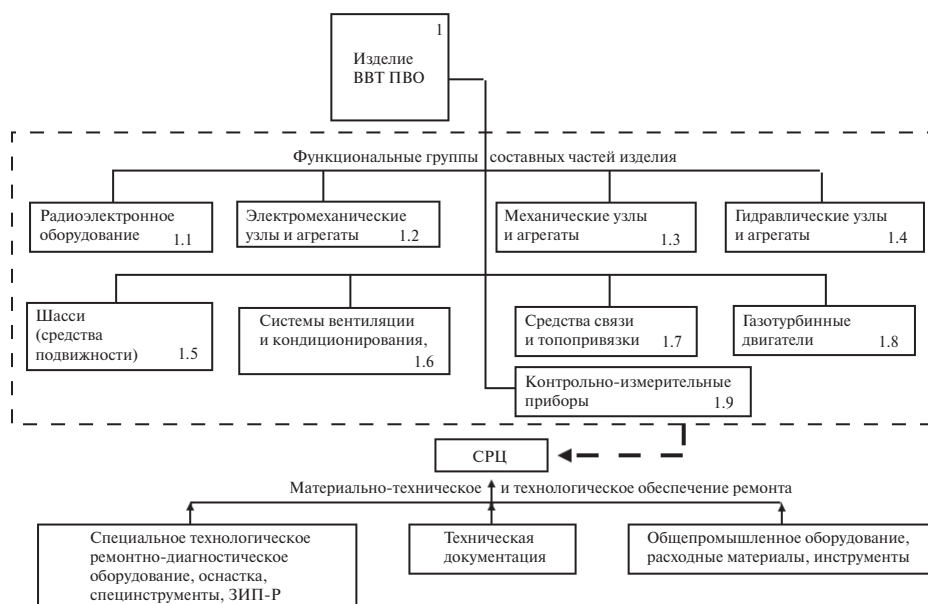 1
Изделие
ВВТ ПВО
Функциональные группы составных частей изделия
Радиоэлектронное
оборудование 1.1
Электромеханические
узлы и агрегаты 1.2
Механические узлы
и агрегаты 1.3
Гидравлические узлы
и агрегаты 1.4
Шасси
(средства
подвижности) 1.5
Системы вентиляции
и кондиционирования,
1.6
Средства связи
и топопривязки 1.7
Газотурбинные
двигатели 1.8
Контрольно-измерительные
приборы 1.9
СРЦ
Материально-техническое и технологическое обеспечение ремонта
Специальное технологическое
ремонтно-диагностическое
оборудование, оснастка,
специнструменты, ЗИП-Р
Техническая
документация
Общепромышленное оборудование,
расходные материалы, инструменты